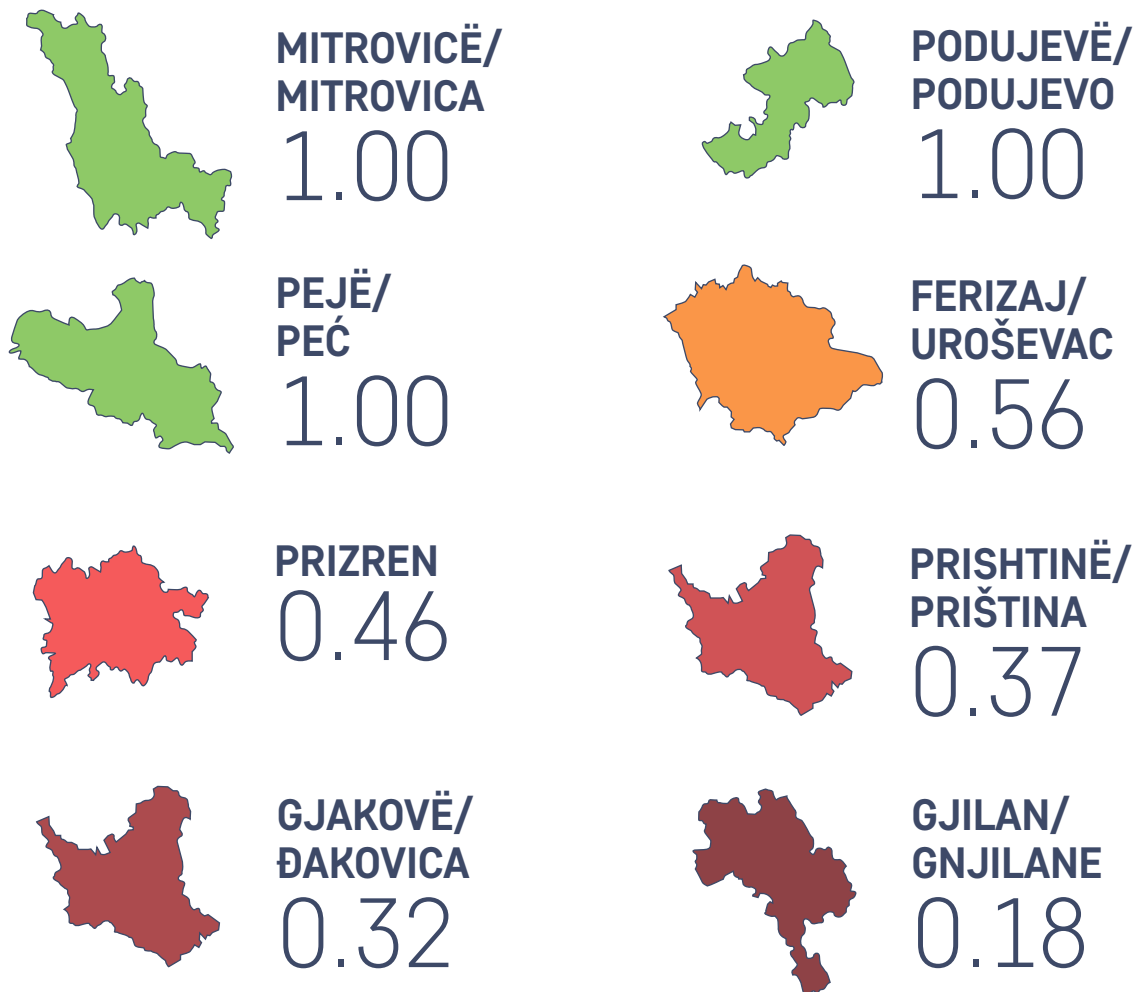 MITROVICË/
MITROVICA
1.00
PODUJEVË/
PODUJEVO
1.00
PEJË/
PEĆ
1.00
FERIZAJ/
UROŠEVAC
0.56
PRIZREN
0.46
PRISHTINË/
PRIŠTINA
0.37
GJAKOVË/
ĐAKOVICA
0.32
GJILAN/
GNJILANE
0.18